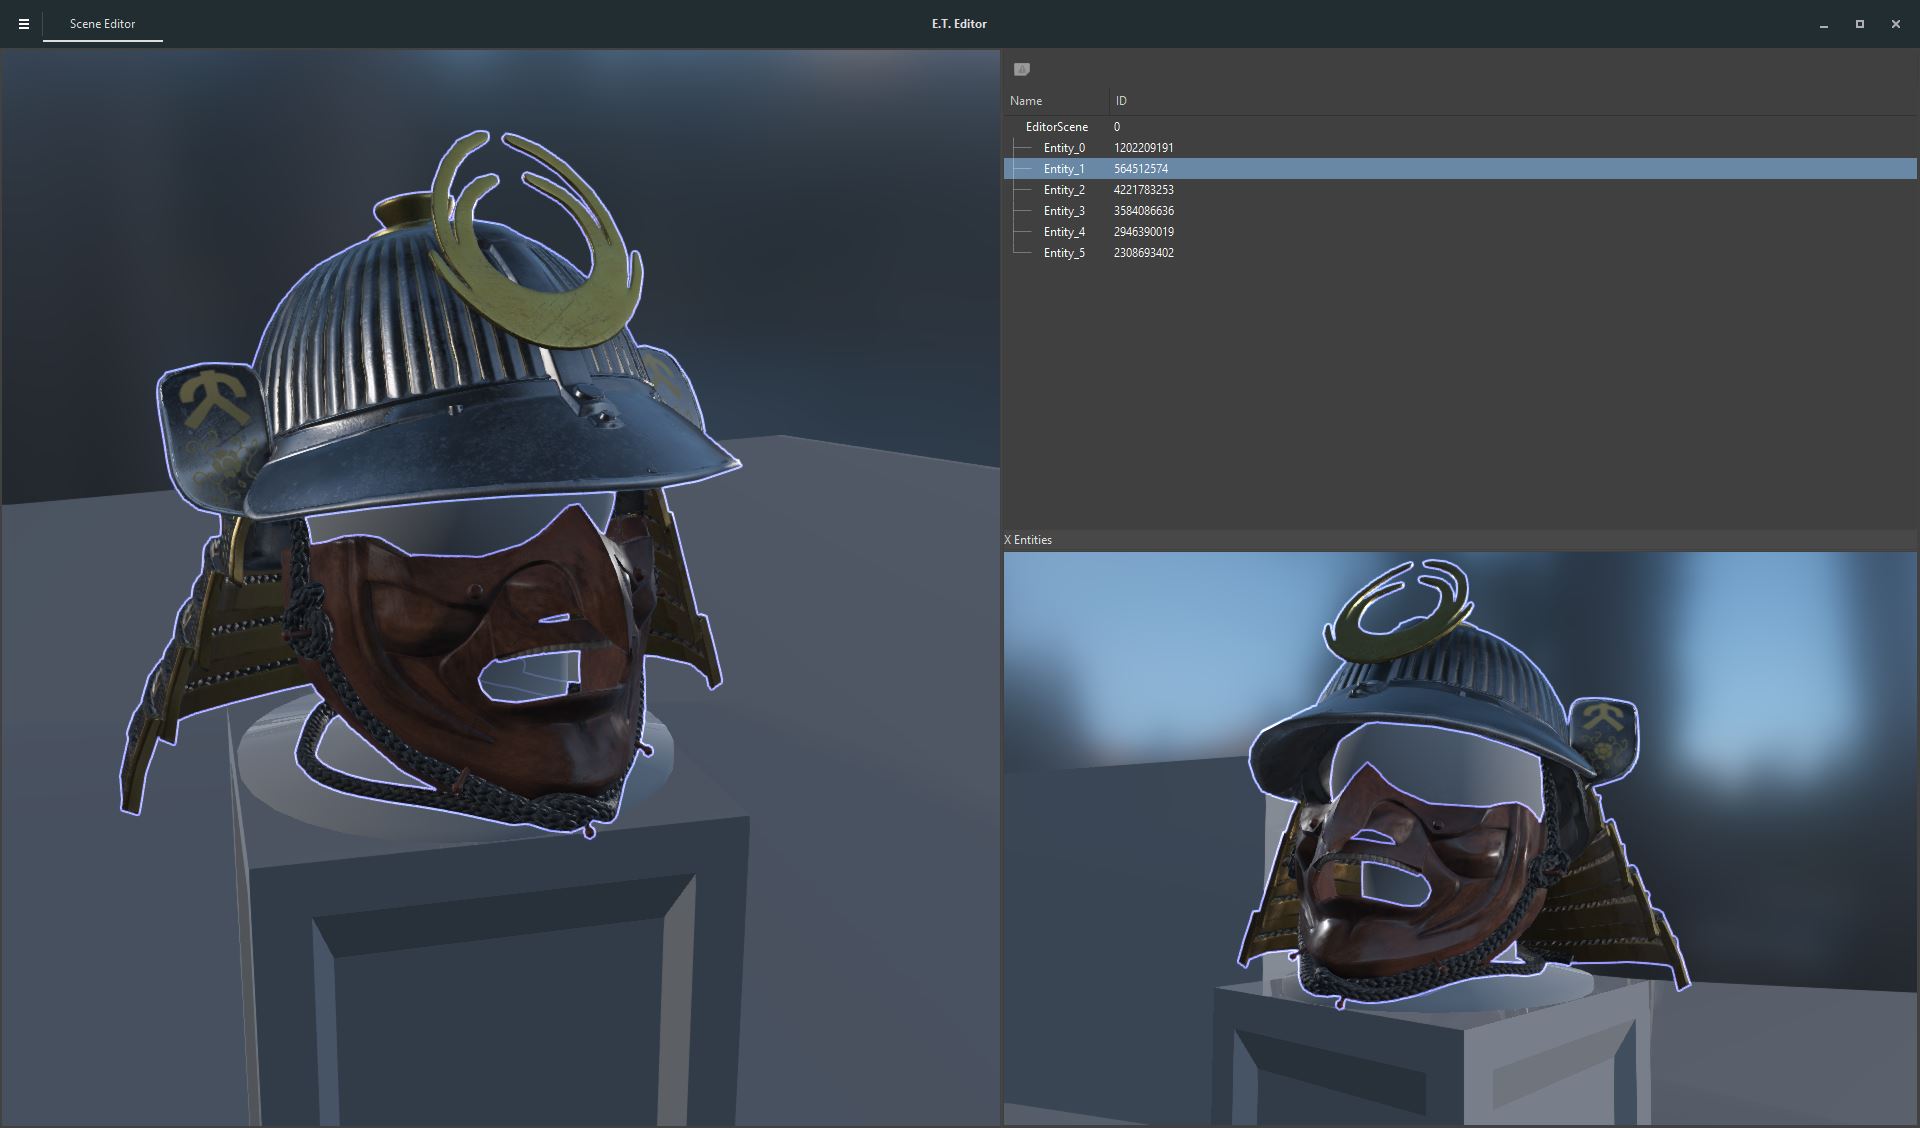 Scene Editor
E.T. Editor
Name ID
EditorScene 0
Entity_0 1202209191
Entity_1 564512574
Entity_2 4221783253
Entity_3 3584086636
Entity_4 2946390019
Entity_5 2308693402
X Entities